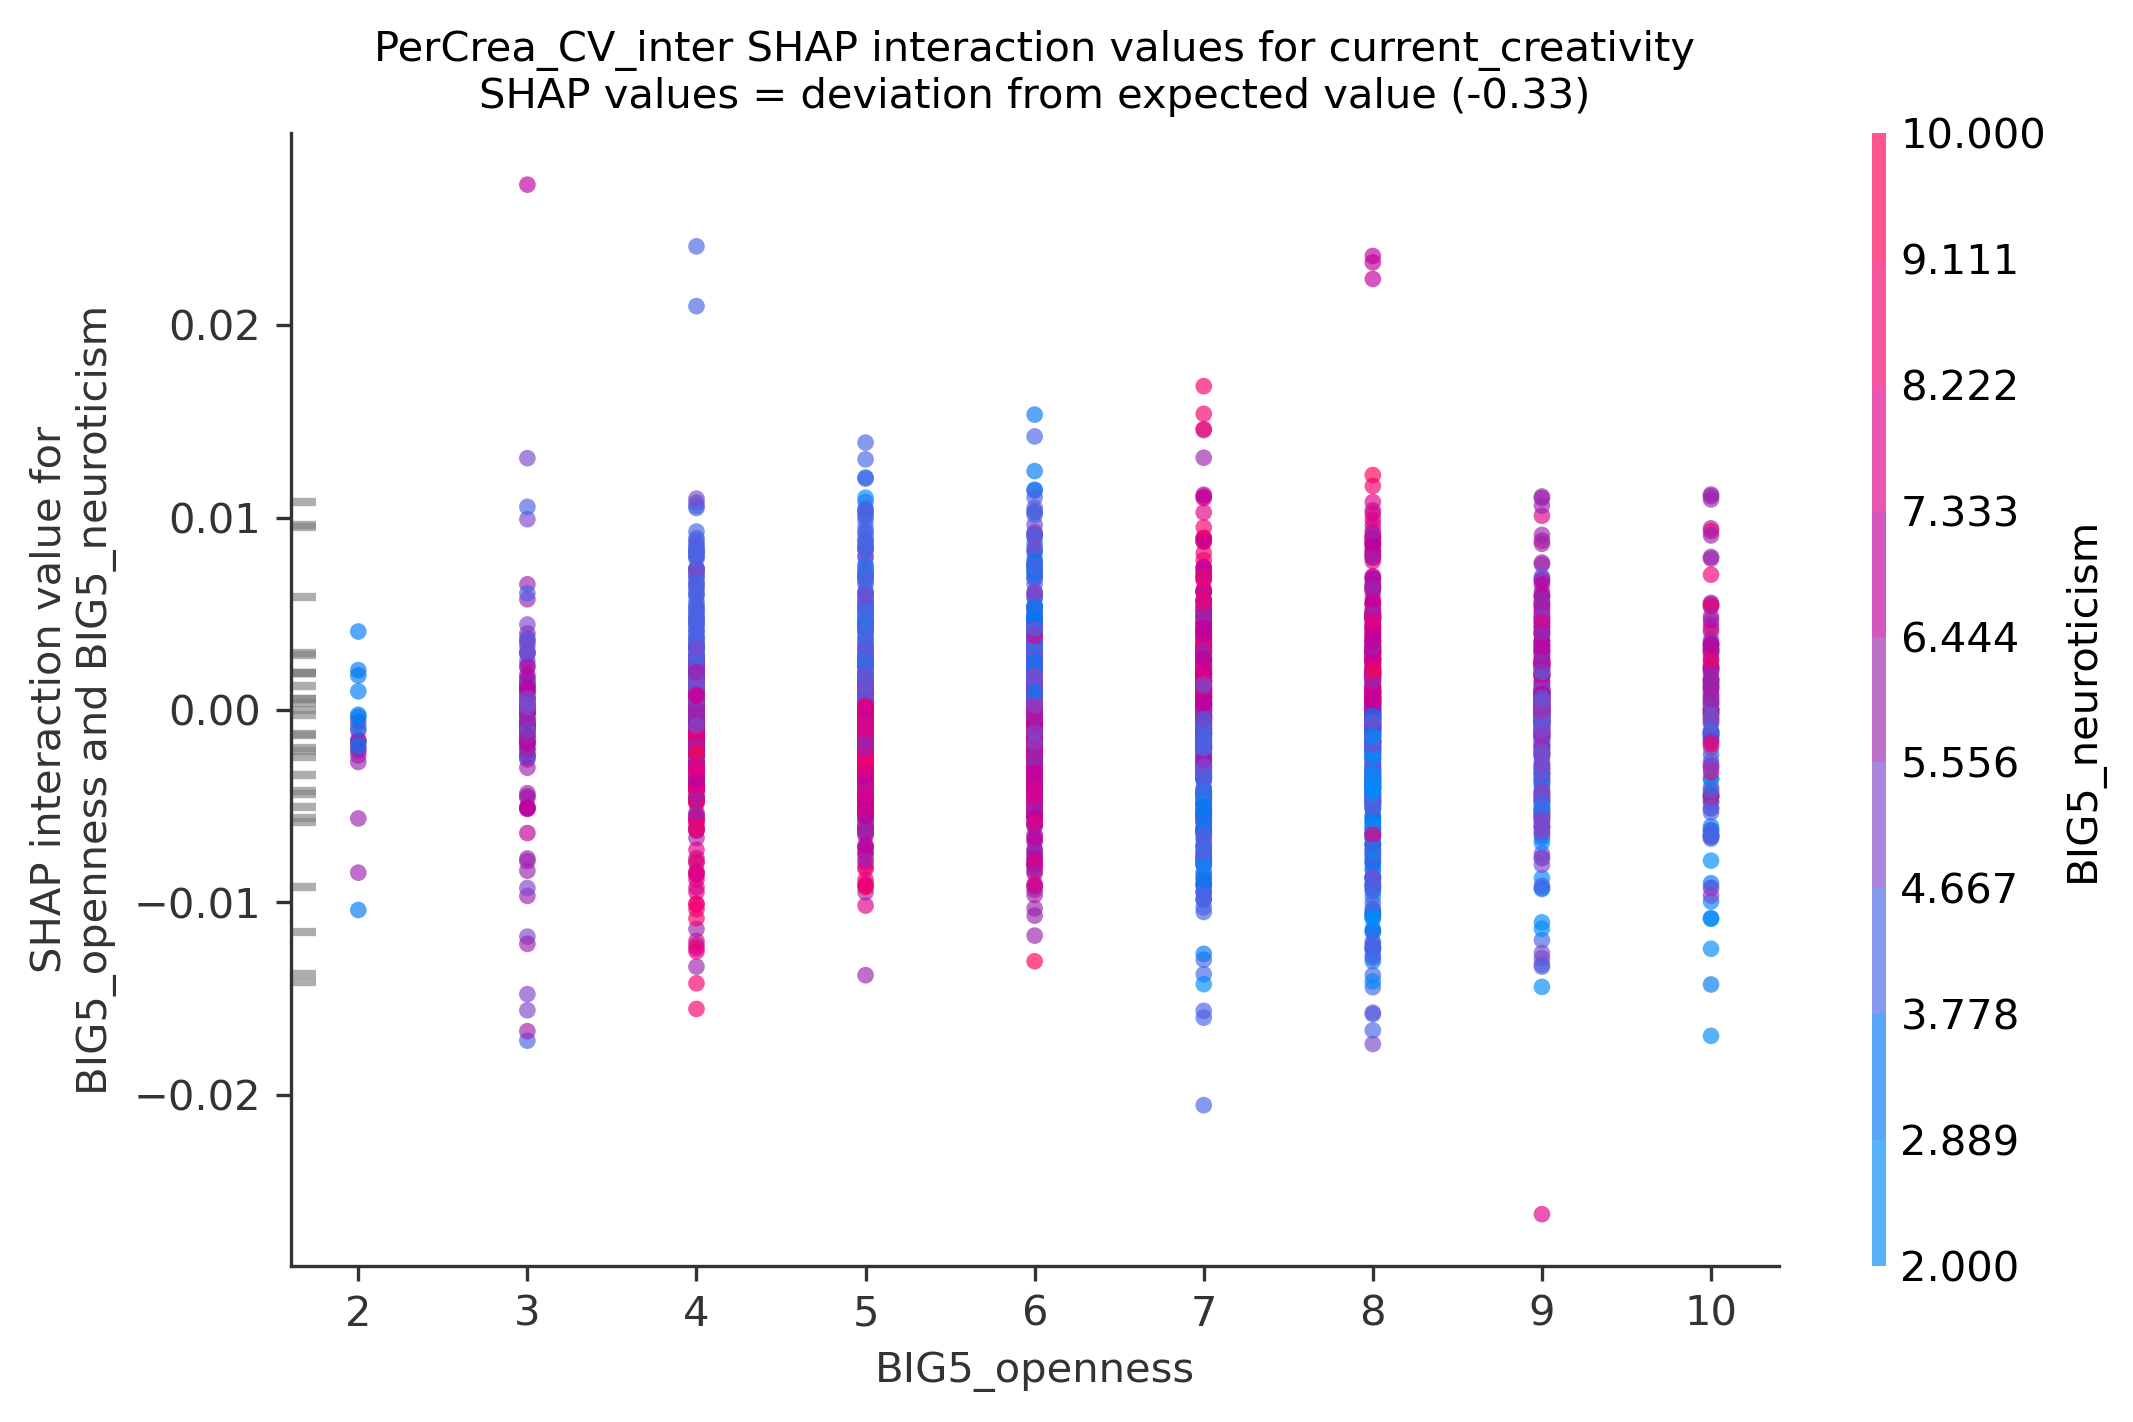 PerCrea_CV_inter SHAP interaction values for current_creativity
SHAP values = deviation from expected value (-0.33)
SHAP interaction value for
BIG5_openness and BIG5_neuroticism
0.02
0.01
0.00
−0.01
−0.02
2 3 4 5 6 7 8 9 10
BIG5_openness
10.000
9.111
8.222
7.333
6.444
5.556
4.667
3.778
2.889
2.000
BIG5_neuroticism